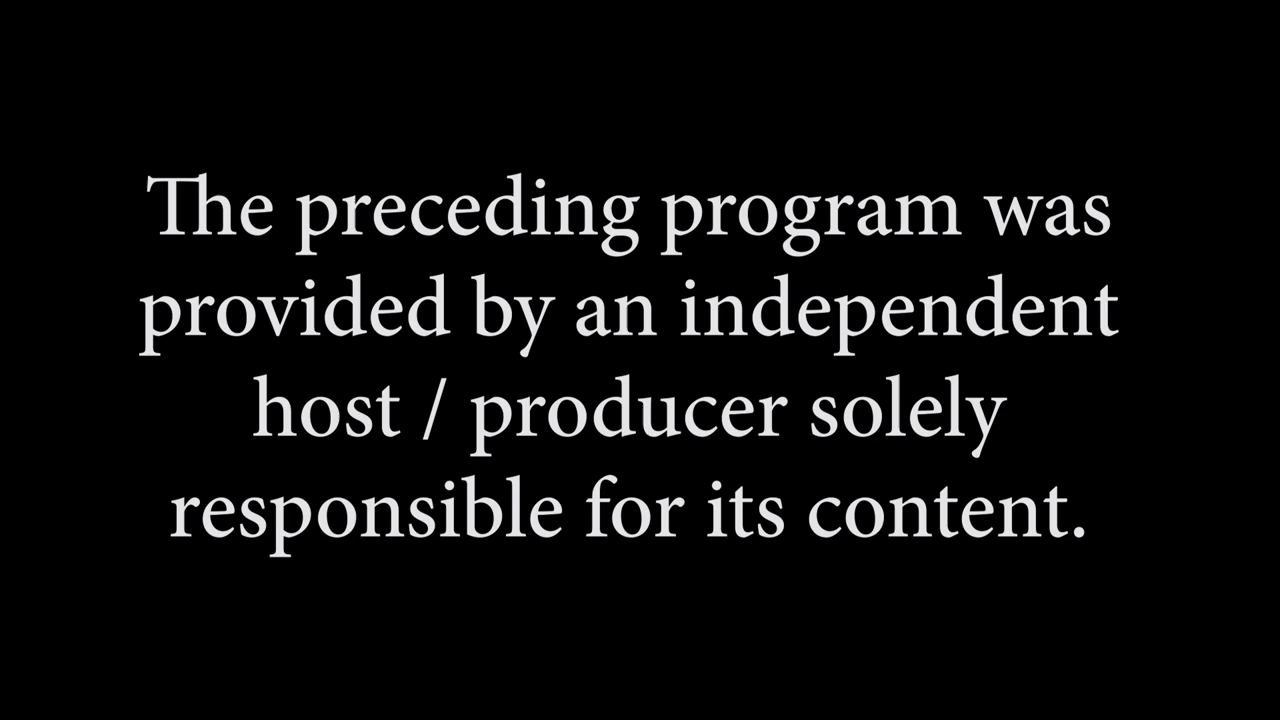 The preceding program was
provided by an independent
host / producer solely
responsible for its content.